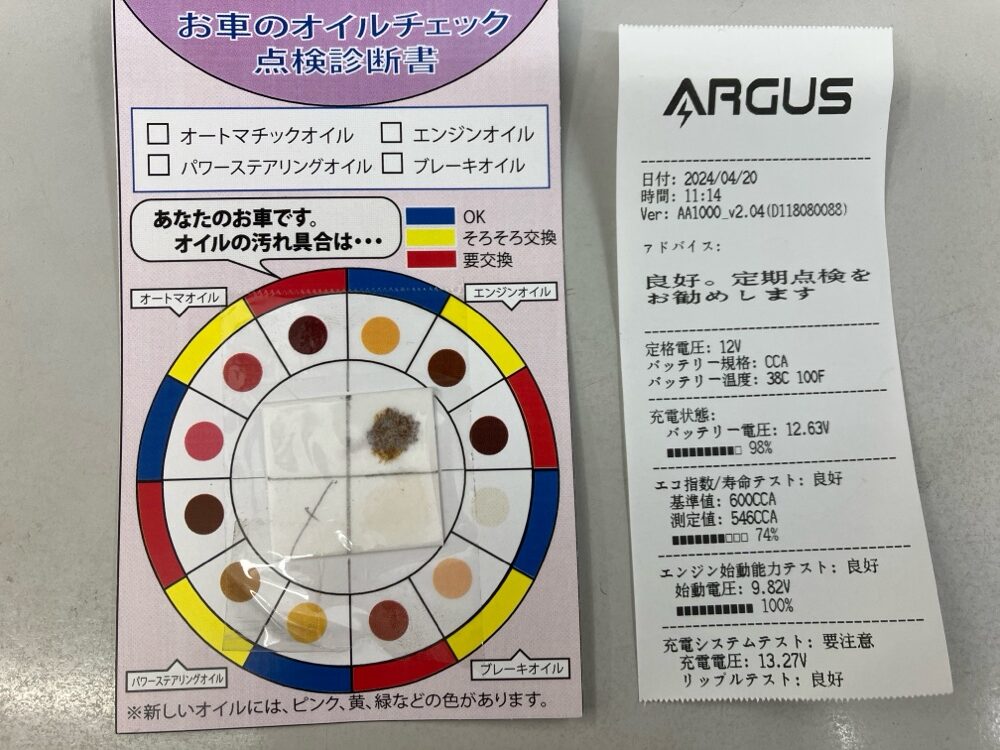 お車のオイルチェック
点検診断書
□ オートマチックオイル □ エンジンオイル
□ パワーステアリングオイル □ ブレーキオイル
あなたのお車です。
オイルの汚れ具合は・・・
OK
そろそろ交換
要交換
オートマオイル
エンジンオイル
パワーステアリングオイル
ブレーキオイル
※新しいオイルには、ピンク、黄、緑などの色があります。
ARGUS
日付: 2024/04/20
時間: 11:14
Ver: AA1000_v2.04(D118080088)
アドバイス:
良好。定期点検を
お勧めします
定格電圧: 12V
バッテリー規格: CCA
バッテリー温度: 38C 100F
充電状態:
バッテリー電圧: 12.63V
■■■■■■■■■□ 98%
エコ指数/寿命テスト: 良好
基準値: 600CCA
測定値: 546CCA
■■■■■■■□□□ 74%
エンジン始動能力テスト: 良好
始動電圧: 9.82V
■■■■■■■■■■ 100%
充電システムテスト: 要注意
充電電圧: 13.27V
リップルテスト: 良好